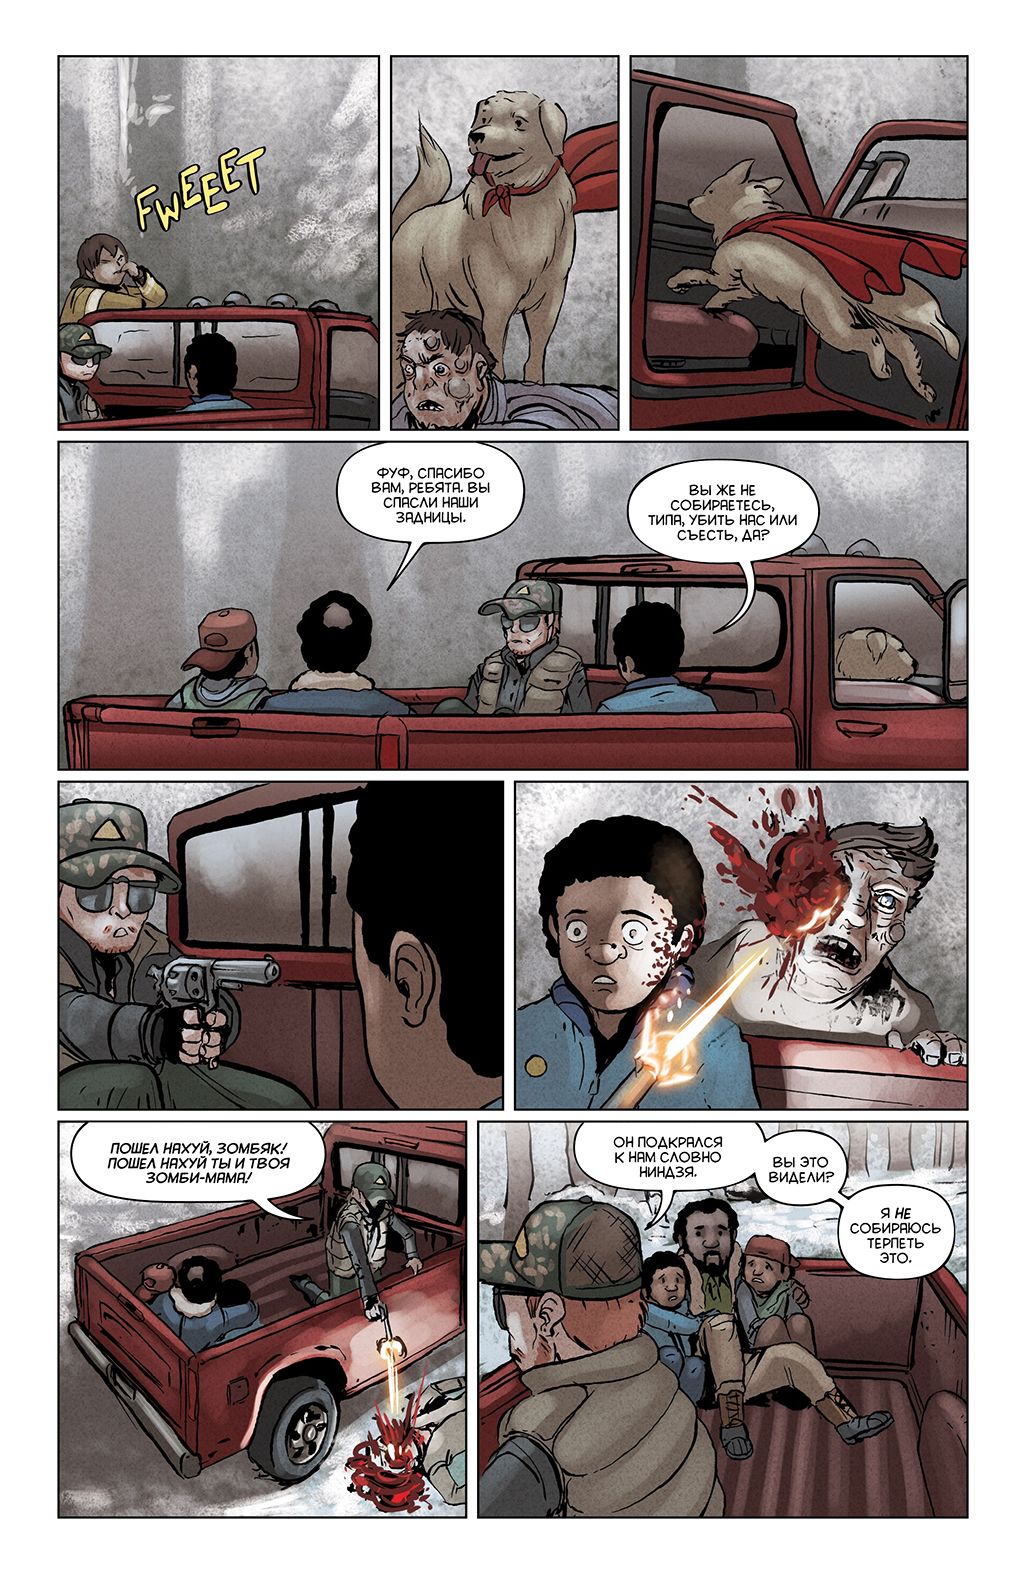 FWEEEET
ФУФ, СПАСИБО
ВАМ, РЕБЯТА. ВЫ
СПАСЛИ НАШИ
ЗАДНИЦЫ.
ВЫ ЖЕ НЕ
СОБИРАЕТЕСЬ,
ТИПА, УБИТЬ НАС ИЛИ
СЪЕСТЬ, ДА?
ПОШЕЛ НАХУЙ, ЗОМБЯК!
ПОШЕЛ НАХУЙ ТЫ И ТВОЯ
ЗОМБИ-МАМА!
ОН ПОДКРАЛСЯ
К НАМ СЛОВНО
НИНДЗЯ.
ВЫ ЭТО
ВИДЕЛИ?
Я НЕ
СОБИРАЮСЬ
ТЕРПЕТЬ
ЭТО.